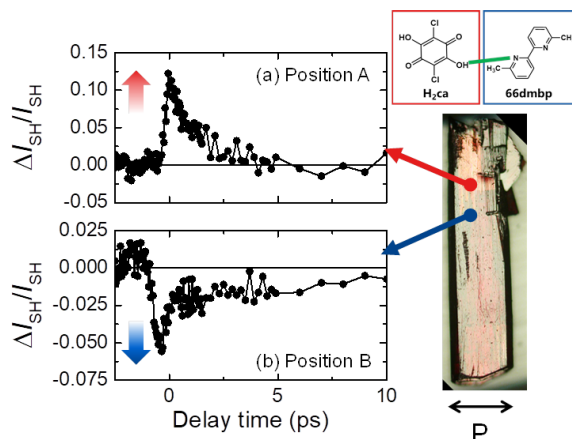 (a) Position A
ΔI_SH/I_SH
0.15
0.10
0.05
0.00
-0.05
(b) Position B
ΔI_SH/I_SH
0.025
0.000
-0.025
-0.050
-0.075
0
5
10
Delay time (ps)
Cl
HO
O
O
OH
Cl
H₂ca
CH
N
N
H₃C
66dmbp
P